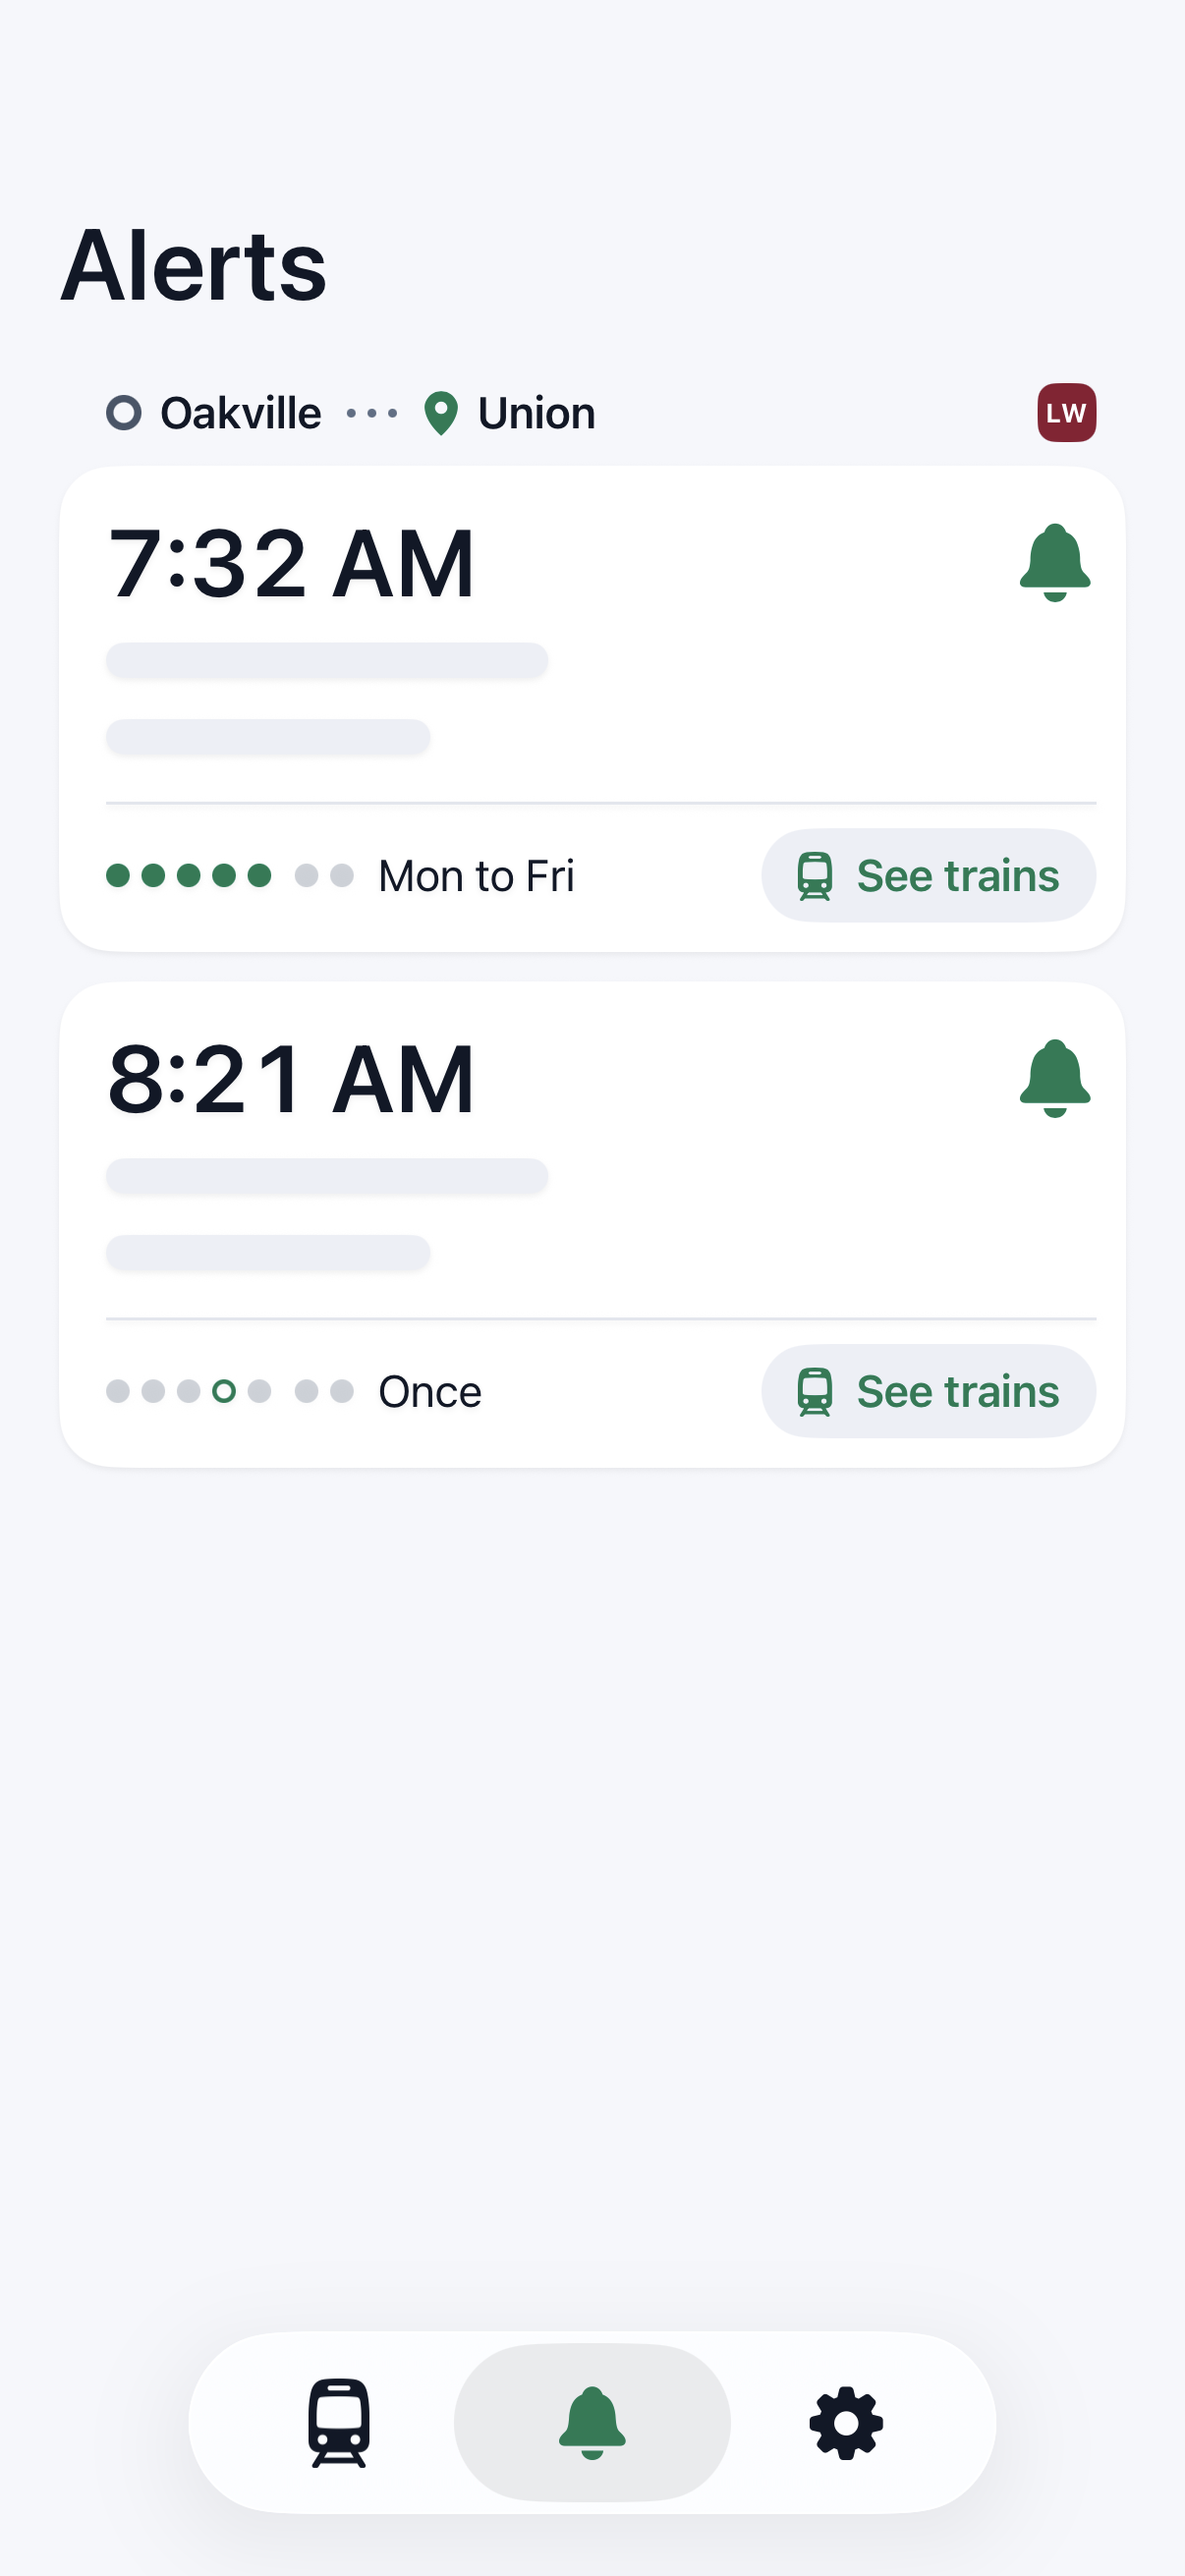 Alerts
Oakville ··· Union LW
7:32 AM
Mon to Fri See trains
8:21 AM
Once See trains